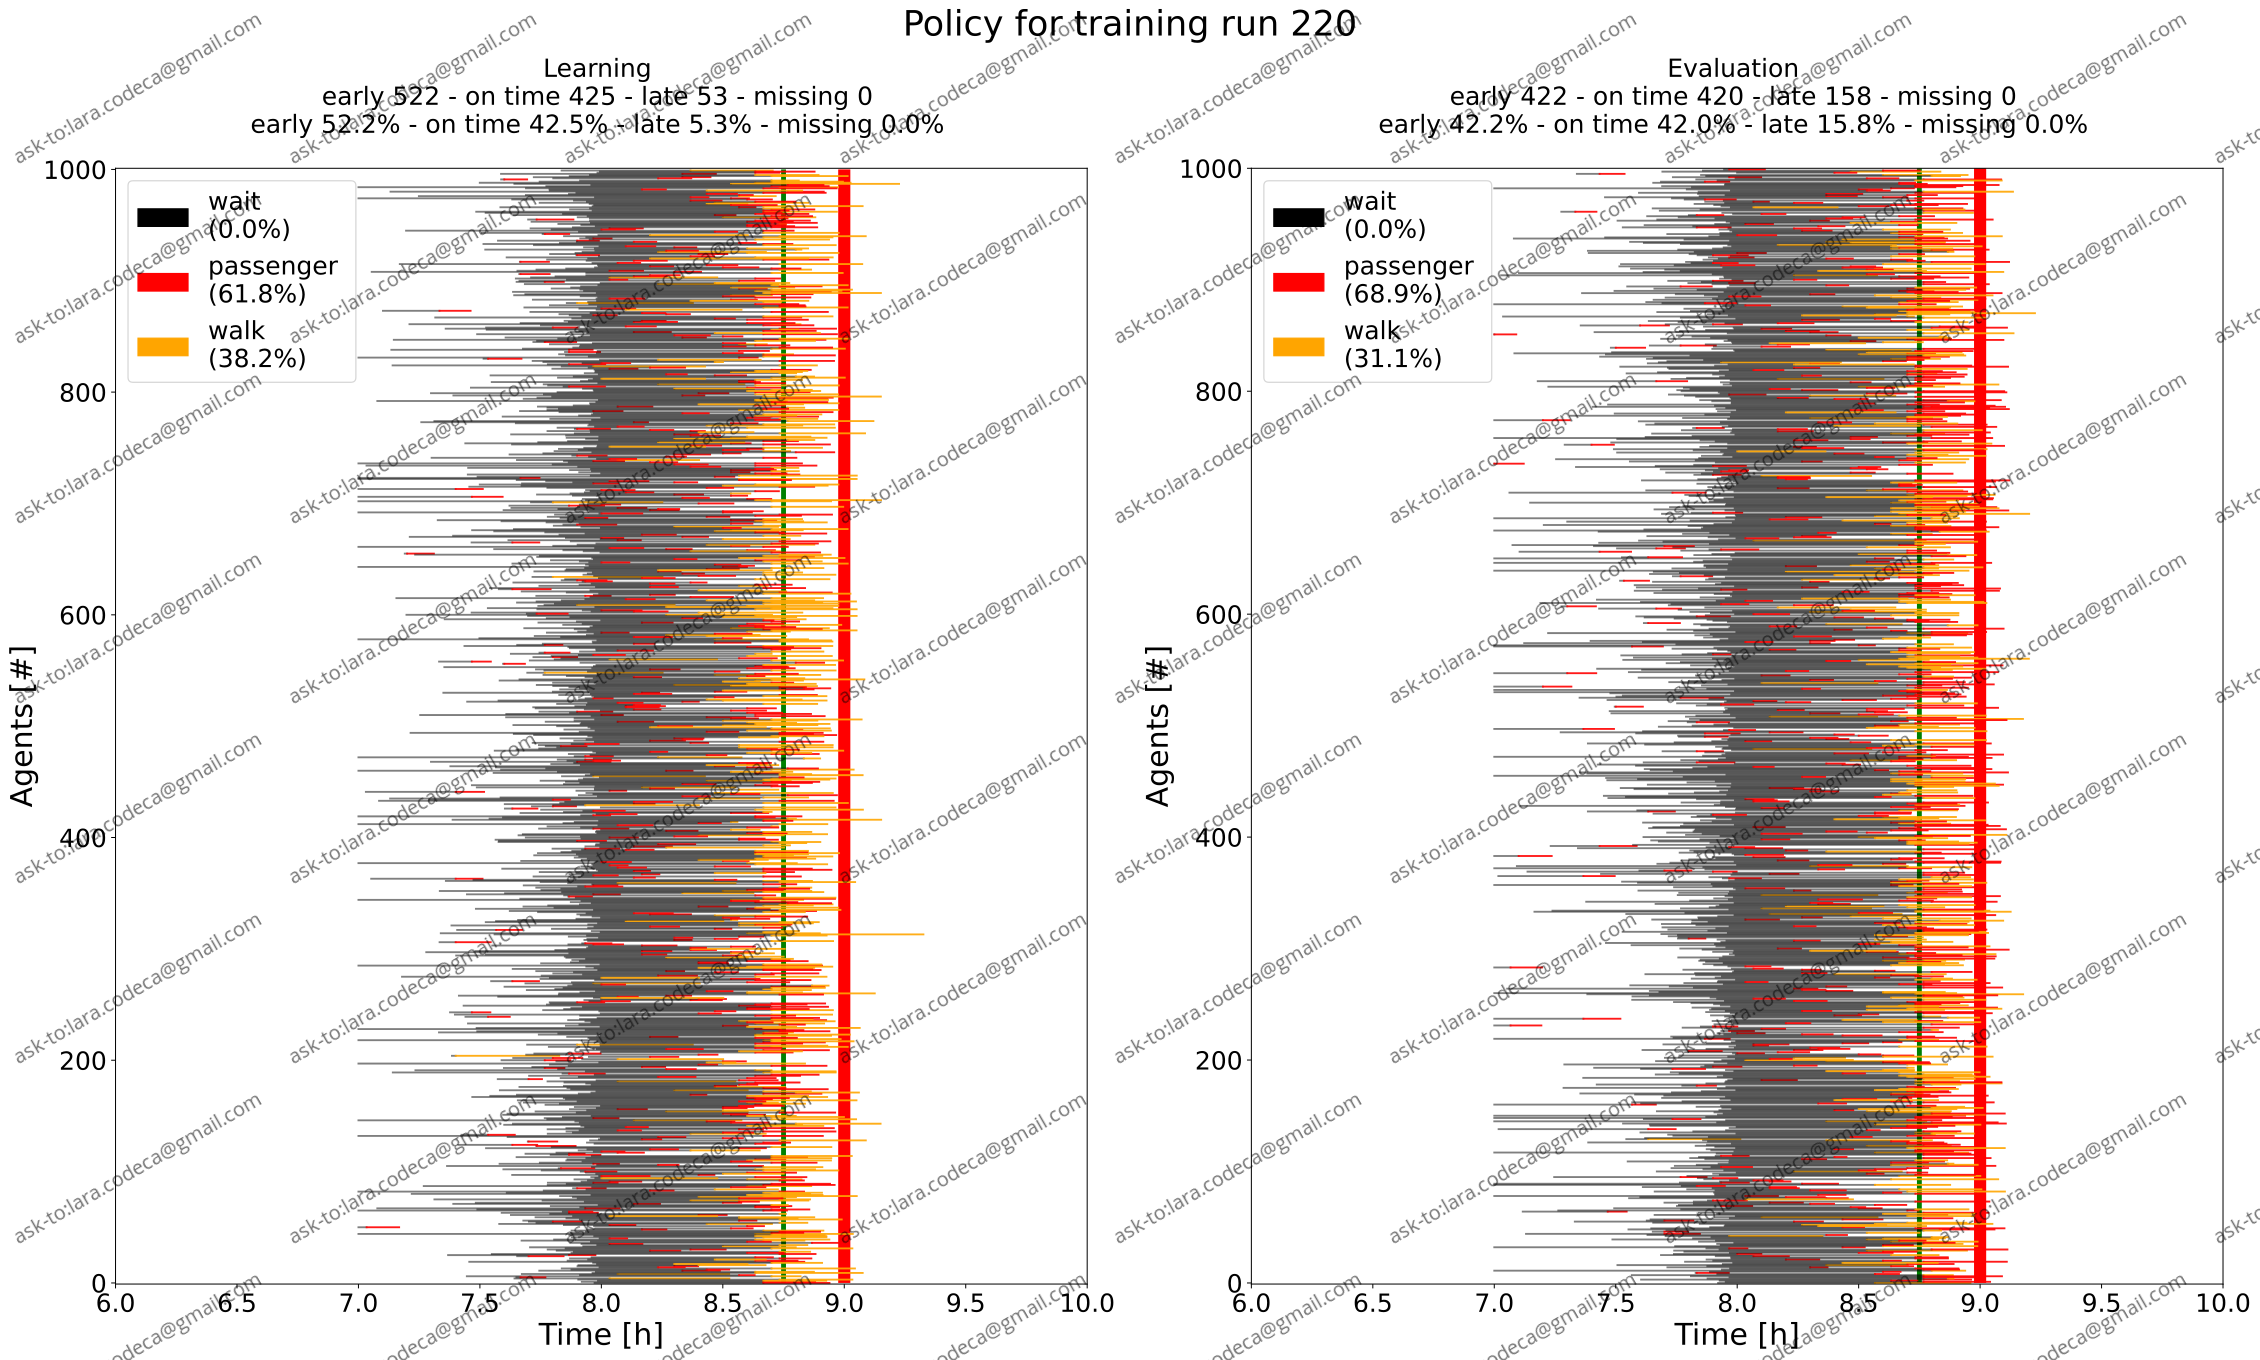 Policy for training run 220
Learning
early 522 - on time 425 - late 53 - missing 0
early 52.2% - on time 42.5% - late 5.3% - missing 0.0%
1000
800
600
400
200
0
Agents [#]
wait
(0.0%)
passenger
(61.8%)
walk
(38.2%)
6.0 6.5 7.0 7.5 8.0 8.5 9.0 9.5 10.0
Time [h]
Evaluation
early 422 - on time 420 - late 158 - missing 0
early 42.2% - on time 42.0% - late 15.8% - missing 0.0%
1000
800
600
400
200
0
Agents [#]
wait
(0.0%)
passenger
(68.9%)
walk
(31.1%)
6.0 6.5 7.0 7.5 8.0 8.5 9.0 9.5 10.0
Time [h]
ask-to:lara.codeca@gmail.com